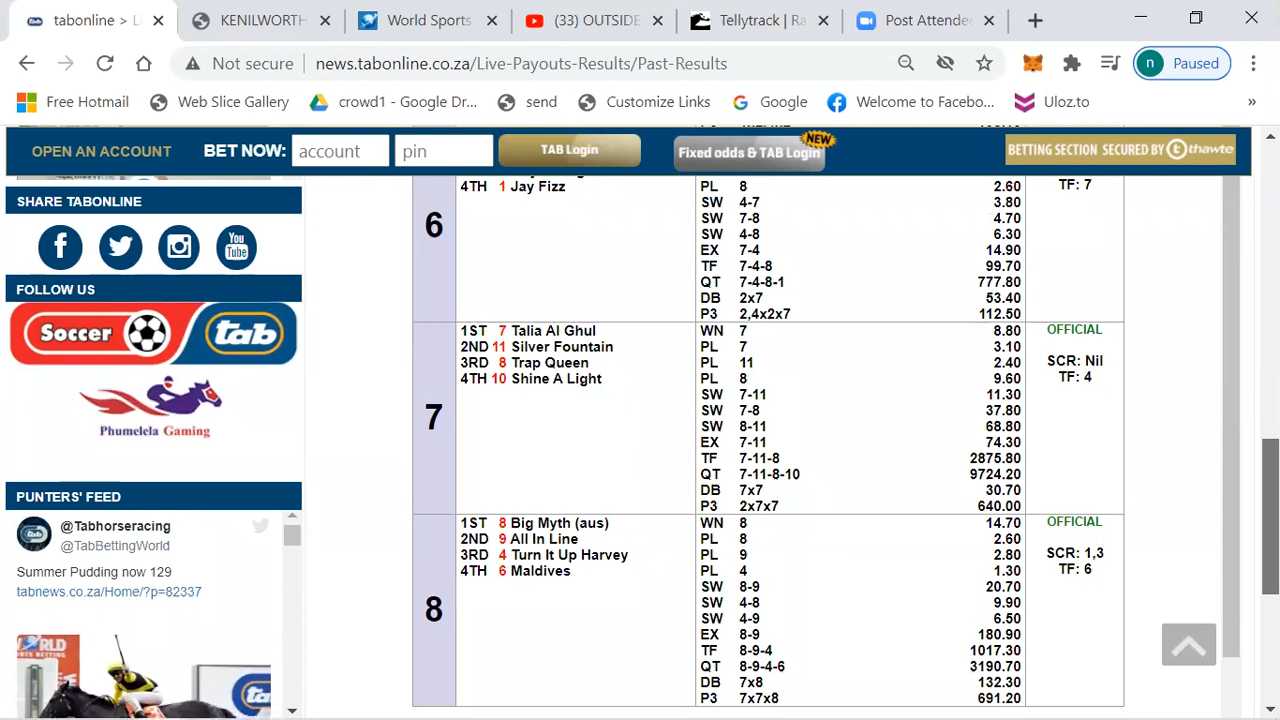 tabonline > Li
KENILWORTH
World Sports
(33) OUTSIDE
Tellytrack | Ra
Post Attendee
Not secure
news.tabonline.co.za/Live-Payouts-Results/Past-Results
n Paused
Free Hotmail
Web Slice Gallery
crowd1 - Google Dr...
send
Customize Links
Google
Welcome to Facebo...
Uloz.to
»
OPEN AN ACCOUNT
BET NOW:
account
pin
TAB Login
Fixed odds & TAB Login
NEW
BETTING SECTION SECURED BY thawte
SHARE TABONLINE
You Tube
FOLLOW US
Soccer tab
Phumelela Gaming
PUNTERS' FEED
@Tabhorseracing
@TabBettingWorld
Summer Pudding now 129
tabnews.co.za/Home/?p=82337
6
4TH 1 Jay Fizz
PL 8 2.60
SW 4-7 3.80
SW 7-8 4.70
SW 4-8 6.30
EX 7-4 14.90
TF 7-4-8 99.70
QT 7-4-8-1 777.80
DB 2x7 53.40
P3 2,4x2x7 112.50
TF: 7
7
1ST 7 Talia Al Ghul
2ND 11 Silver Fountain
3RD 8 Trap Queen
4TH 10 Shine A Light
WN 7 8.80
PL 7 3.10
PL 11 2.40
PL 8 9.60
SW 7-11 11.30
SW 7-8 37.80
SW 8-11 68.80
EX 7-11 74.30
TF 7-11-8 2875.80
QT 7-11-8-10 9724.20
DB 7x7 30.70
P3 2x7x7 640.00
OFFICIAL
SCR: Nil
TF: 4
8
1ST 8 Big Myth (aus)
2ND 9 All In Line
3RD 4 Turn It Up Harvey
4TH 6 Maldives
WN 8 14.70
PL 8 2.60
PL 9 2.80
PL 4 1.30
SW 8-9 20.70
SW 4-8 9.90
SW 4-9 6.50
EX 8-9 180.90
TF 8-9-4 1017.30
QT 8-9-4-6 3190.70
DB 7x8 132.30
P3 7x7x8 691.20
OFFICIAL
SCR: 1,3
TF: 6